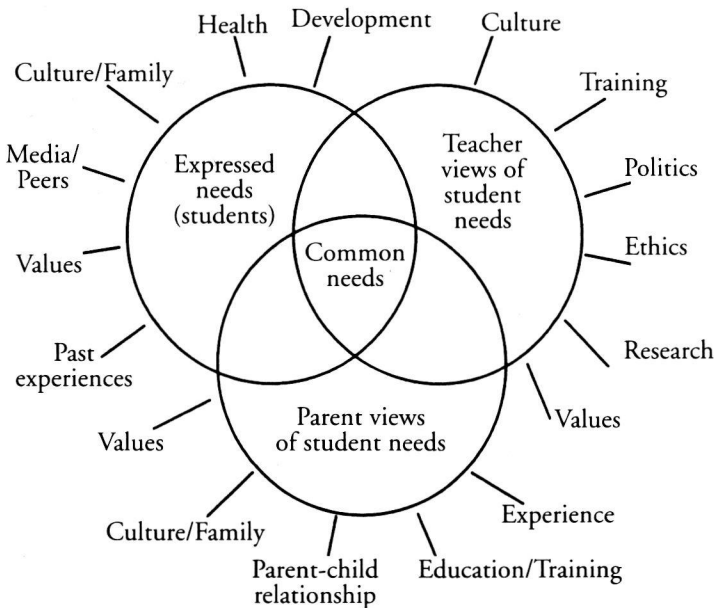 Health
Development
Culture
Culture/Family
Training
Media/
Peers
Expressed
needs
(students)
Teacher
views of
student
needs
Politics
Values
Common
needs
Ethics
Past
experiences
Research
Values
Parent views
of student needs
Values
Culture/Family
Experience
Parent-child
relationship
Education/Training